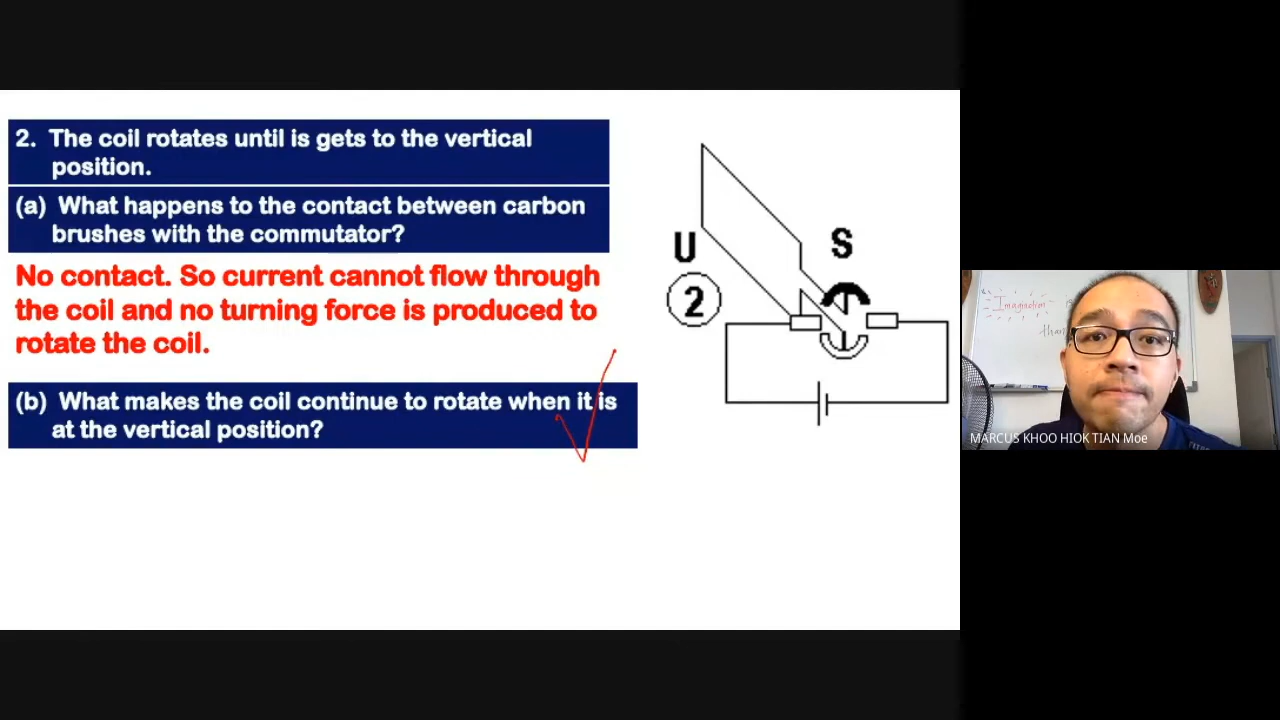 2. The coil rotates until is gets to the vertical
position.
(a) What happens to the contact between carbon
brushes with the commutator?
No contact. So current cannot flow through
the coil and no turning force is produced to
rotate the coil.
(b) What makes the coil continue to rotate when it is
at the vertical position?
U
S
2
Imagination
than
MARCUS KHOO HIOK TIAN Moe